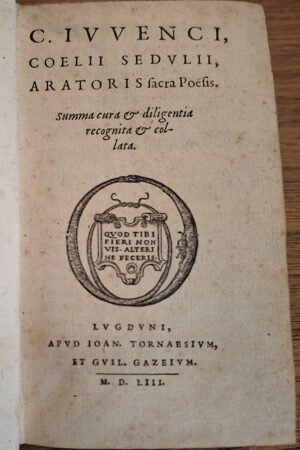 C. IVVENCI,
COELII SEDVLII,
ARATORIS sacra Poësis.
Summa cura & diligentia
recognita & col-
lata.
QVOD TIBI
FIERI NON
VIS, ALTERI
NE FECERIS
LVGDVNI,
APVD IOAN. TORNAESIVM,
ET GVIL. GAZEIVM.
M. D. LIII.